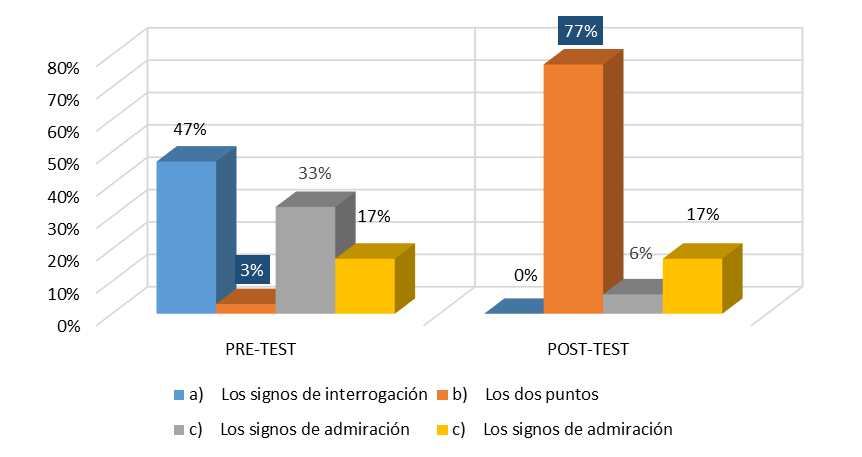 77%
80%
70%
60%
50%
40%
30%
20%
10%
0%
47%
3%
33%
17%
0%
6%
17%
PRE-TEST
POST-TEST
a) Los signos de interrogación
b) Los dos puntos
c) Los signos de admiración
c) Los signos de admiración